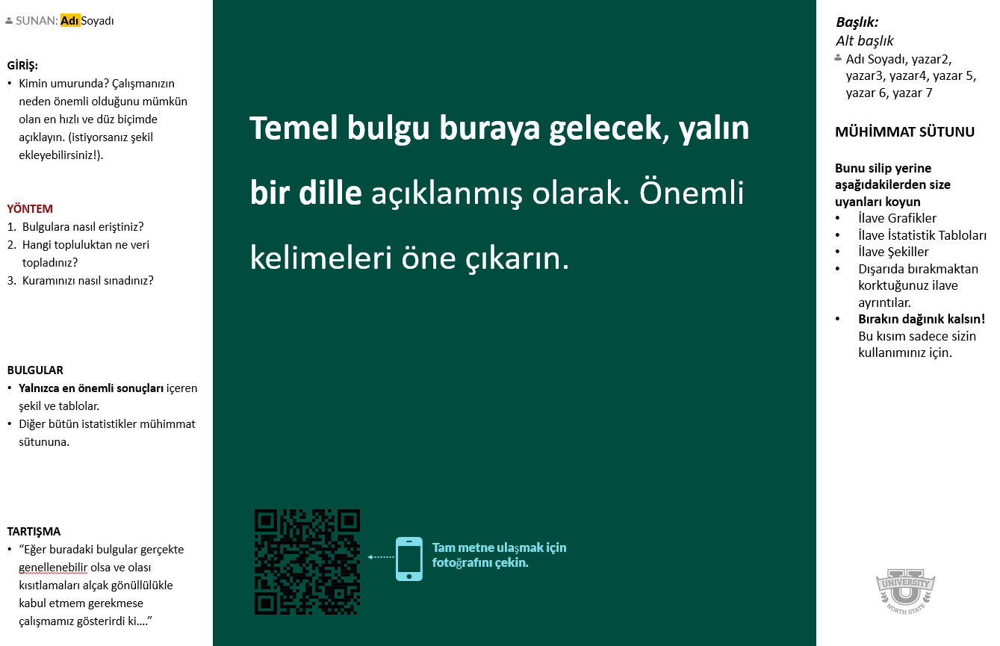 SUNAN: Adı Soyadı
GİRİŞ:
• Kimin umurunda? Çalışmanızın
neden önemli olduğunu mümkün
olan en hızlı ve düz biçimde
açıklayın. (istiyorsanız şekil
ekleyebilirsiniz!).
YÖNTEM
1. Bulgulara nasıl eriştiniz?
2. Hangi topluluktan ne veri
topladınız?
3. Kuramınızı nasıl sınadınız?
BULGULAR
• Yalnızca en önemli sonuçları içeren
şekil ve tablolar.
• Diğer bütün istatistikler mühimmat
sütununa.
TARTIŞMA
• “Eğer buradaki bulgular gerçekte
genellenebilir olsa ve olası
kısıtlamaları alçak gönüllülükle
kabul etmem gerekmese
çalışmamız gösterirdi ki....”
Temel bulgu buraya gelecek, yalın
bir dille açıklanmış olarak. Önemli
kelimeleri öne çıkarın.
Tam metne ulaşmak için
fotoğrafını çekin.
Başlık:
Alt başlık
Adı Soyadı, yazar2,
yazar3, yazar4, yazar 5,
yazar 6, yazar 7
MÜHİMMAT SÜTUNU
Bunu silip yerine
aşağıdakilerden size
uyanları koyun
• İlave Grafikler
• İlave İstatistik Tabloları
• İlave Şekiller
• Dışarıda bırakmaktan
korktuğunuz ilave
ayrıntılar.
• Bırakın dağınık kalsın!
Bu kısım sadece sizin
kullanımınız için.
UNIVERSITY
U
NORTH STATE